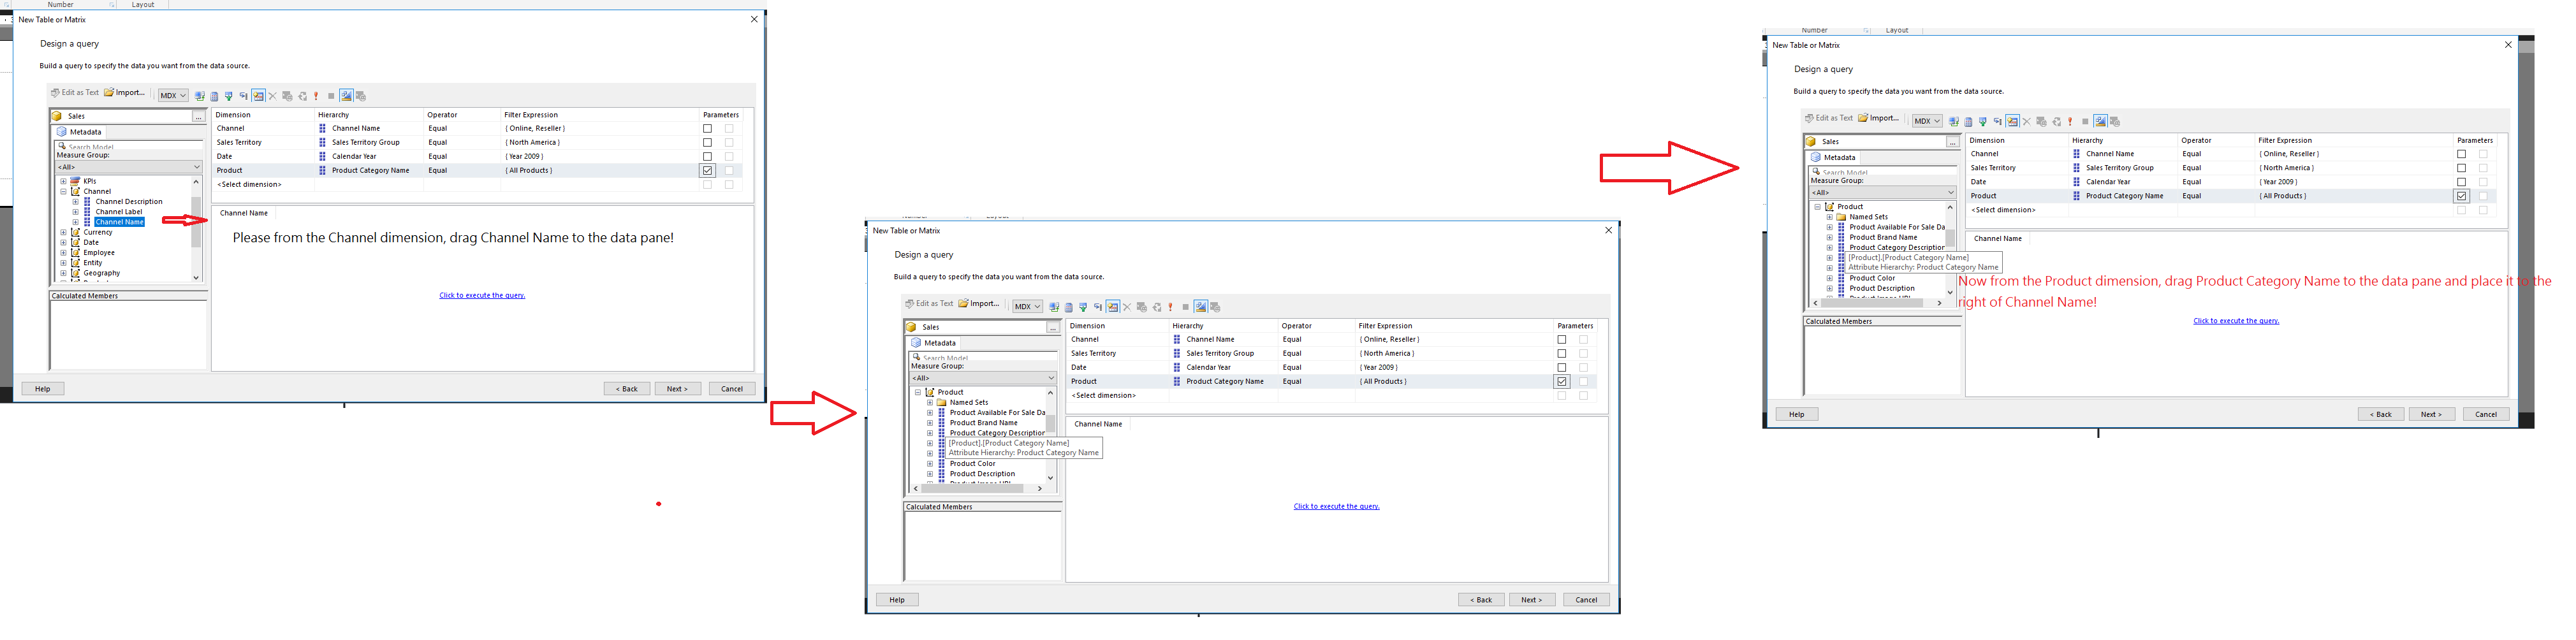 Number
Layout
New Table or Matrix
Design a query
Build a query to specify the data you want from the data source.
Edit as Text Import... MDX
Sales ...
Metadata
Search Model
Measure Group:
<All>
KPIs
Channel
Channel Description
Channel Label
Channel Name
Currency
Date
Employee
Entity
Geography
Calculated Members
Dimension Hierarchy Operator Filter Expression Parameters
Channel Channel Name Equal { Online, Reseller }
Sales Territory Sales Territory Group Equal { North America }
Date Calendar Year Equal { Year 2009 }
Product Product Category Name Equal { All Products }
<Select dimension>
Channel Name
Please from the Channel dimension, drag Channel Name to the data pane!
Click to execute the query.
Help < Back Next > Cancel
New Table or Matrix
Design a query
Build a query to specify the data you want from the data source.
Edit as Text Import... MDX
Sales ...
Metadata
Search Model
Measure Group:
<All>
Product
Named Sets
Product Available For Sale Da
Product Brand Name
Product Category Description
[Product].[Product Category Name]
Attribute Hierarchy: Product Category Name
Product Color
Product Description
Calculated Members
Dimension Hierarchy Operator Filter Expression Parameters
Channel Channel Name Equal { Online, Reseller }
Sales Territory Sales Territory Group Equal { North America }
Date Calendar Year Equal { Year 2009 }
Product Product Category Name Equal { All Products }
<Select dimension>
Channel Name
Click to execute the query.
Help < Back Next > Cancel
Number
Layout
New Table or Matrix
Design a query
Build a query to specify the data you want from the data source.
Edit as Text Import... MDX
Sales ...
Metadata
Search Model
Measure Group:
<All>
Product
Named Sets
Product Available For Sale Da
Product Brand Name
Product Category Description
[Product].[Product Category Name]
Attribute Hierarchy: Product Category Name
Product Color
Product Description
Calculated Members
Dimension Hierarchy Operator Filter Expression Parameters
Channel Channel Name Equal { Online, Reseller }
Sales Territory Sales Territory Group Equal { North America }
Date Calendar Year Equal { Year 2009 }
Product Product Category Name Equal { All Products }
<Select dimension>
Channel Name
Now from the Product dimension, drag Product Category Name to the data pane and place it to the
right of Channel Name!
Click to execute the query.
Help < Back Next > Cancel